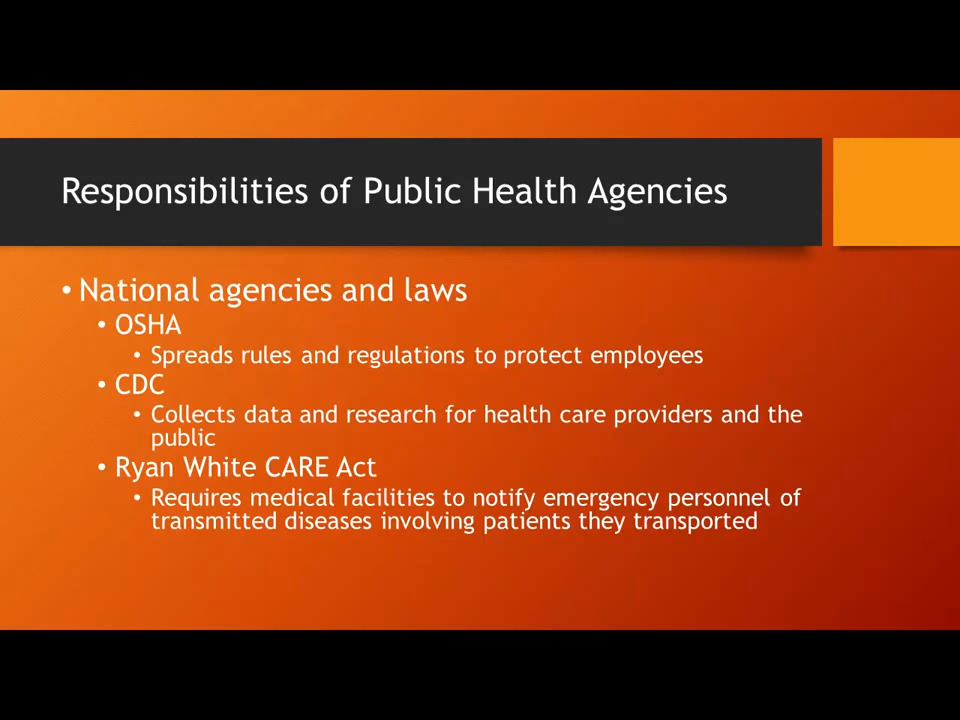 Responsibilities of Public Health Agencies
• National agencies and laws
• OSHA
• Spreads rules and regulations to protect employees
• CDC
• Collects data and research for health care providers and the
public
• Ryan White CARE Act
• Requires medical facilities to notify emergency personnel of
transmitted diseases involving patients they transported